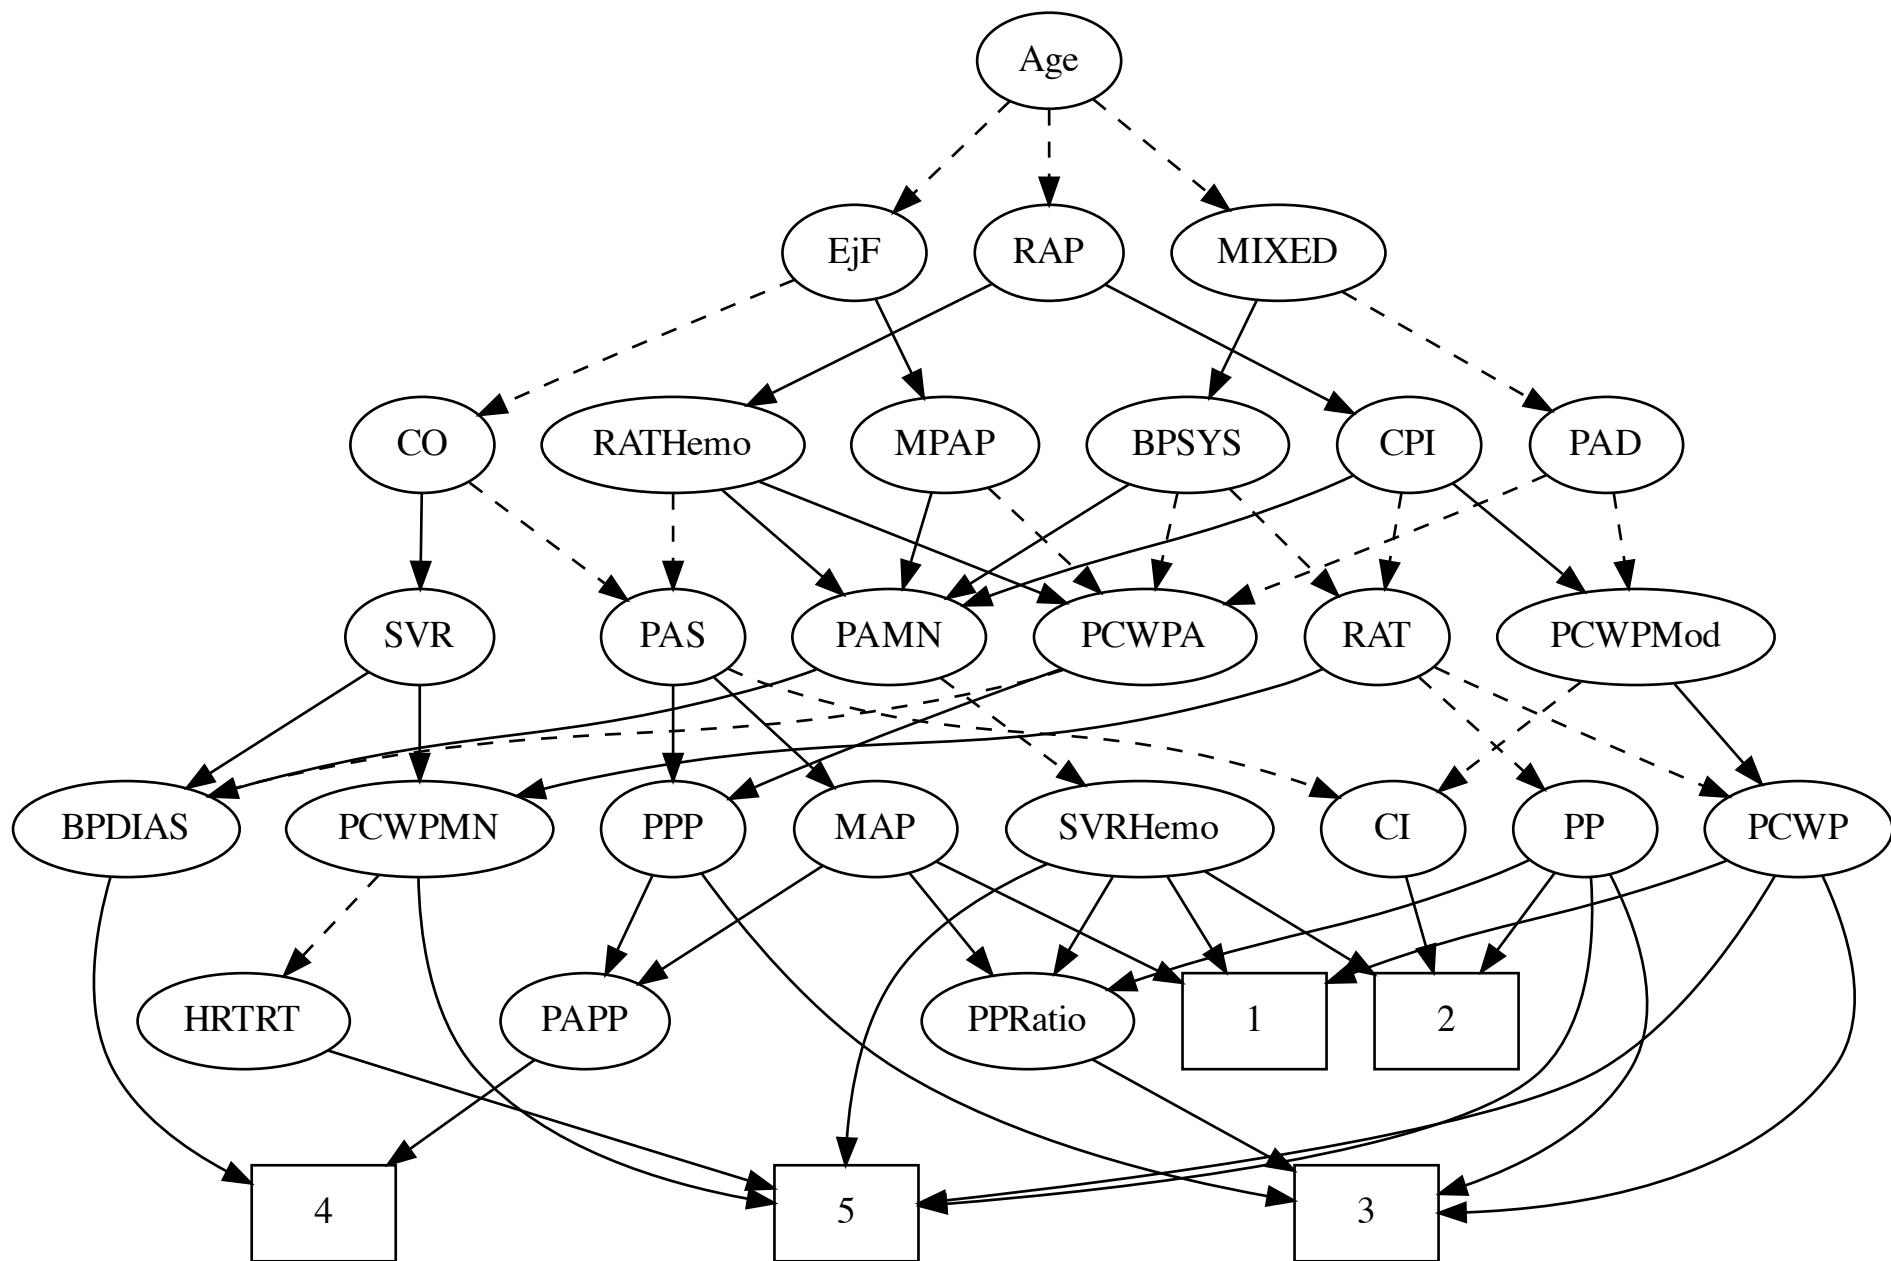 Age
EjF
RAP
MIXED
CO
RATHemo
MPAP
BPSYS
CPI
PAD
SVR
PAS
PAMN
PCWPA
RAT
PCWPMod
BPDIAS
PCWPMN
PPP
MAP
SVRHemo
CI
PP
PCWP
HRTRT
PAPP
PPRatio
1
2
4
5
3